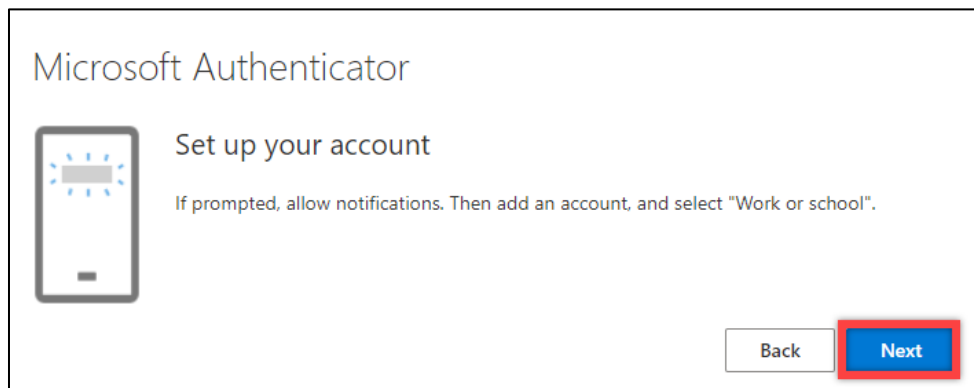 Microsoft Authenticator
Set up your account
If prompted, allow notifications. Then add an account, and select "Work or school".
Back
Next